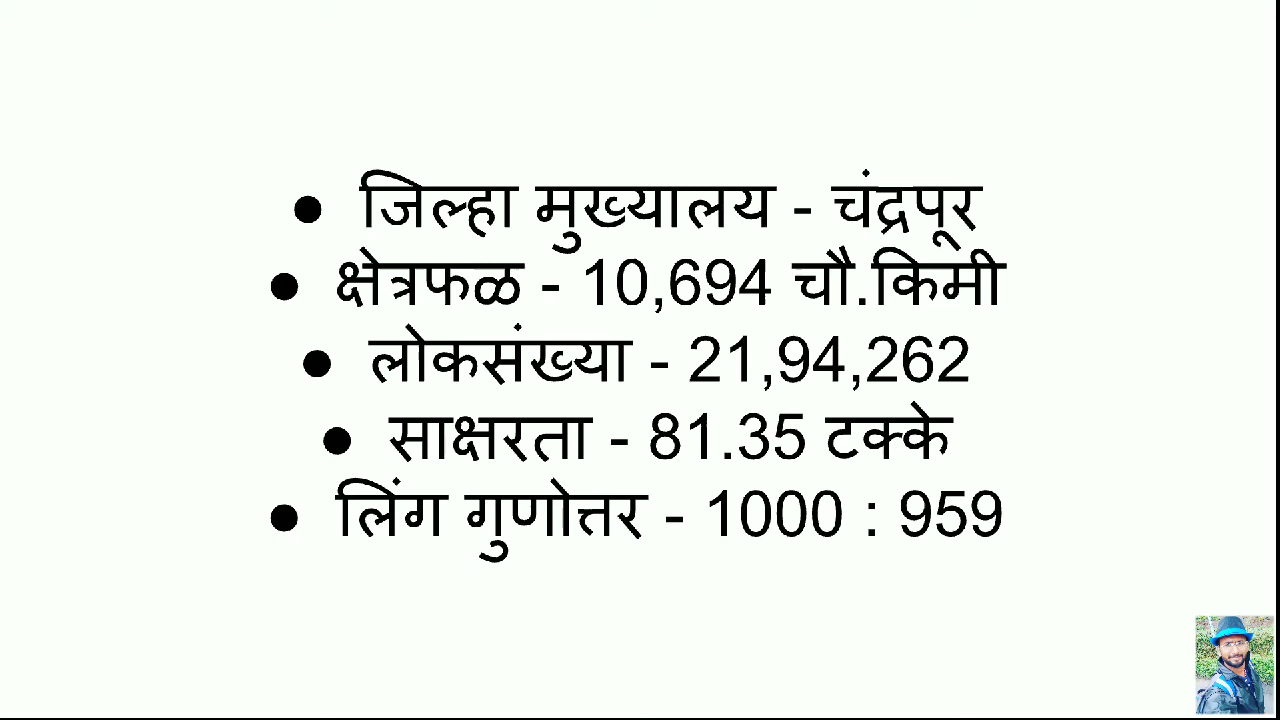 ● जिल्हा मुख्यालय - चंद्रपूर
● क्षेत्रफळ - 10,694 चौ.किमी
● लोकसंख्या - 21,94,262
● साक्षरता - 81.35 टक्के
● लिंग गुणोत्तर - 1000 : 959